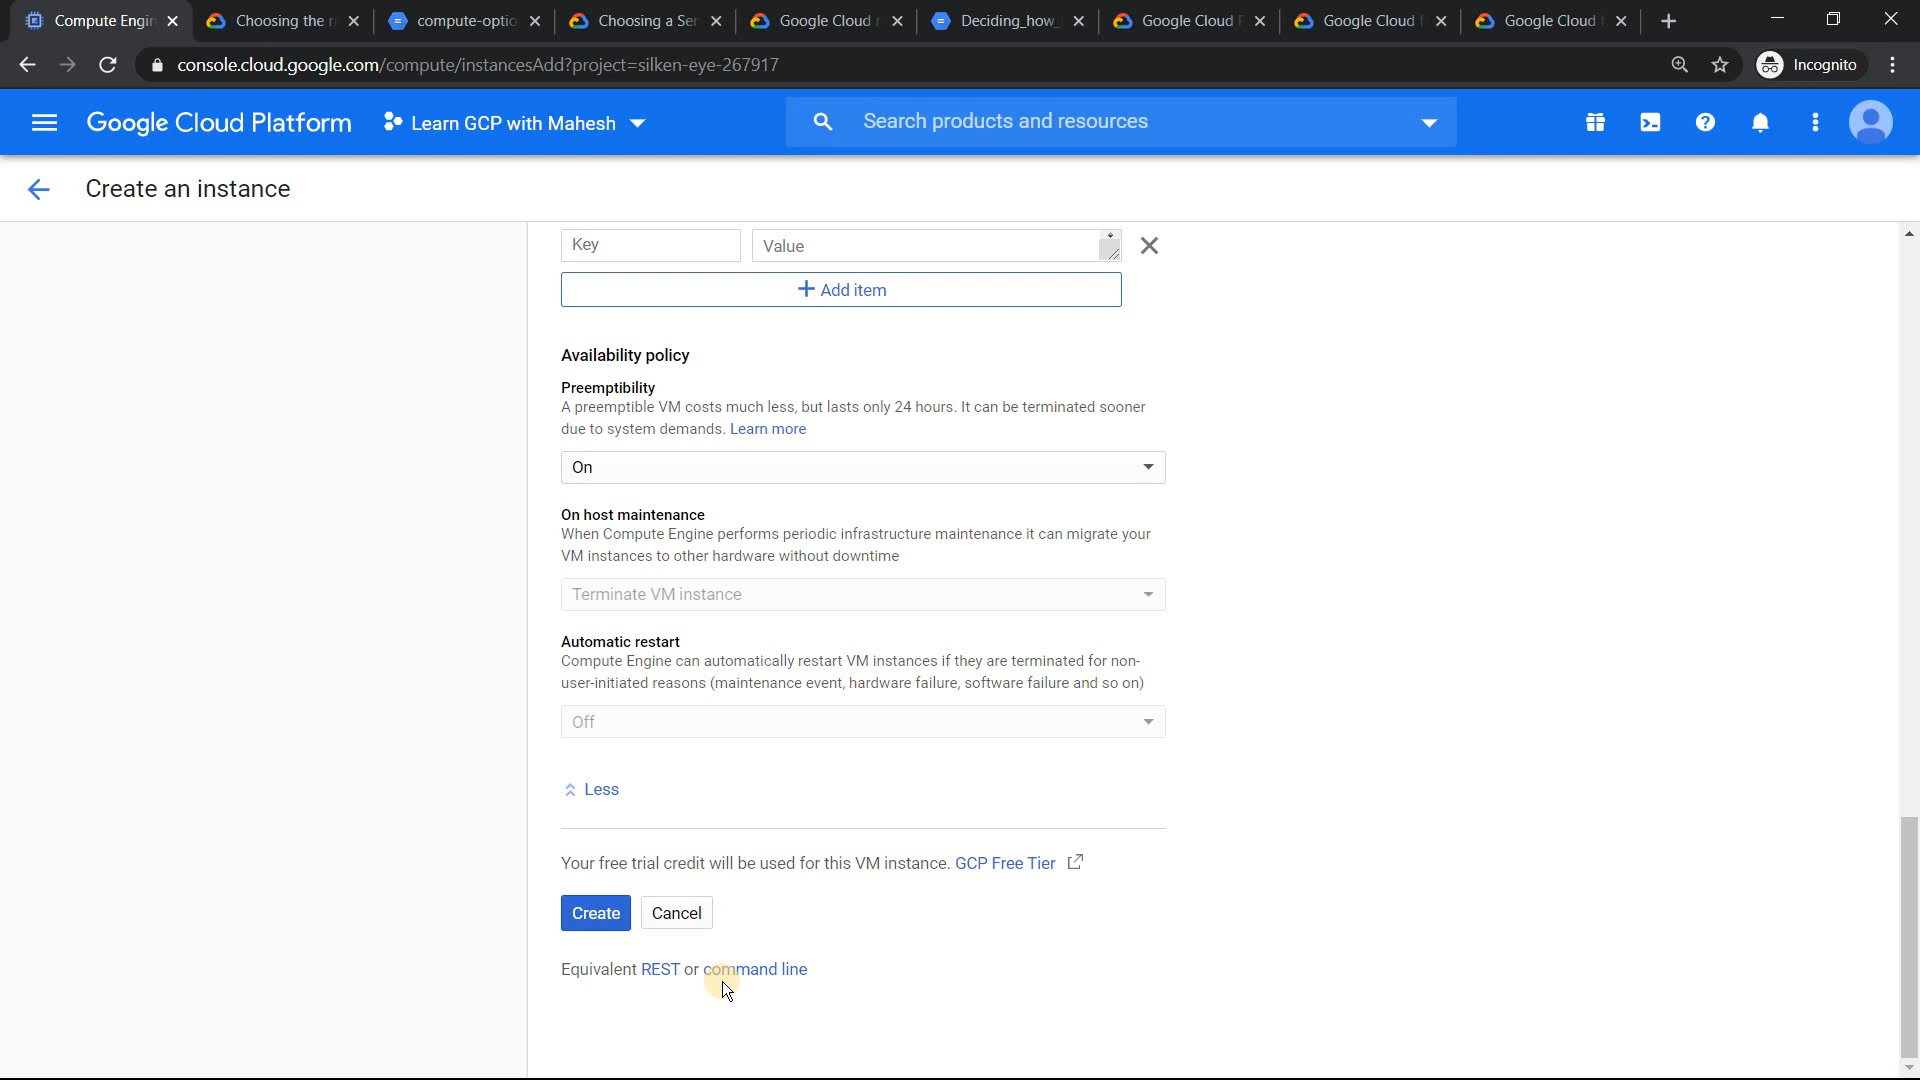 Compute Engin
Choosing the r
compute-optio
Choosing a Ser
Google Cloud r
Deciding_how_
Google Cloud
Google Cloud
Google Cloud
console.cloud.google.com/compute/instancesAdd?project=silken-eye-267917
Incognito
Google Cloud Platform
Learn GCP with Mahesh
Search products and resources
Create an instance
Key
Value
Add item
Availability policy
Preemptibility
A preemptible VM costs much less, but lasts only 24 hours. It can be terminated sooner
due to system demands. Learn more
On
On host maintenance
When Compute Engine performs periodic infrastructure maintenance it can migrate your
VM instances to other hardware without downtime
Terminate VM instance
Automatic restart
Compute Engine can automatically restart VM instances if they are terminated for non-
user-initiated reasons (maintenance event, hardware failure, software failure and so on)
Off
Less
Your free trial credit will be used for this VM instance. GCP Free Tier
Create
Cancel
Equivalent REST or command line